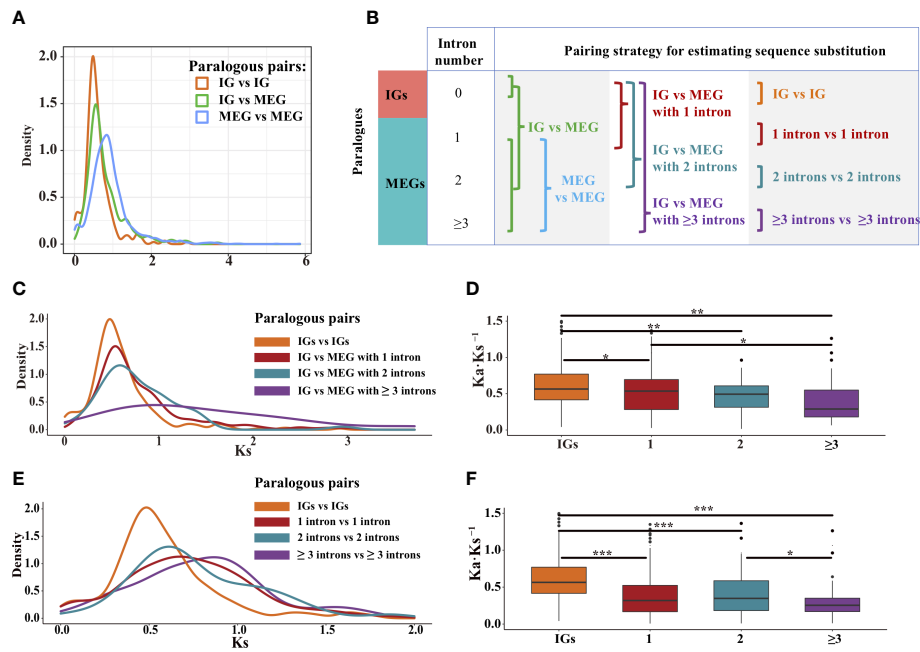 A
Paralogous pairs:
IG vs IG
IG vs MEG
MEG vs MEG
Density
2.0
1.5
1.0
0.5
0.0
0
2
4
6
B
Intron number
Pairing strategy for estimating sequence substitution
Paralogues
IGs
MEGs
0
1
2
≥3
IG vs MEG
MEG vs MEG
IG vs MEG with 1 intron
IG vs MEG with 2 introns
IG vs MEG with ≥3 introns
IG vs IG
1 intron vs 1 intron
2 introns vs 2 introns
≥3 introns vs ≥3 introns
C
Paralogous pairs
IGs vs IGs
IG vs MEG with 1 intron
IG vs MEG with 2 introns
IG vs MEG with ≥ 3 introns
Density
2.0
1.5
1.0
0.5
0.0
0
1
2
3
Ks
D
Ka·Ks⁻¹
1.5
1.0
0.5
0.0
**
**
*
*
IGs
1
2
≥3
E
Paralogous pairs
IGs vs IGs
1 intron vs 1 intron
2 introns vs 2 introns
≥ 3 introns vs ≥ 3 introns
Density
2.0
1.5
1.0
0.5
0.0
0.0
0.5
1.0
1.5
2.0
Ks
F
Ka·Ks⁻¹
1.5
1.0
0.5
0.0
***
***
***
*
IGs
1
2
≥3